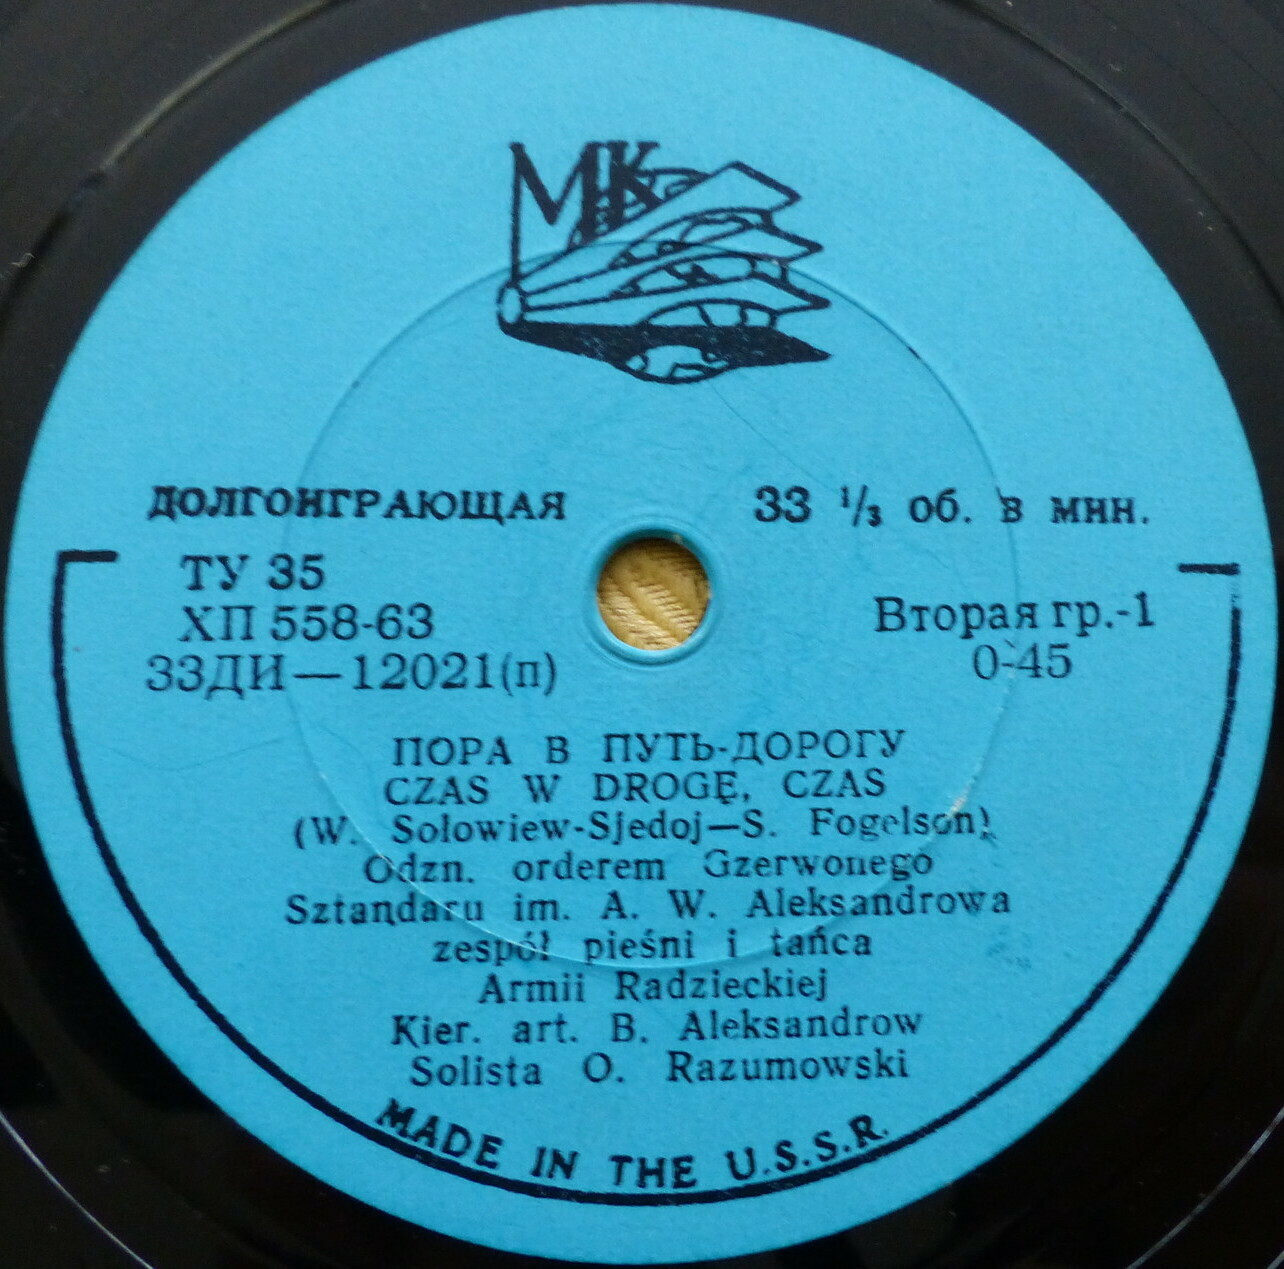 МК
ДОЛГОИГРАЮЩАЯ 33 1/3 об. в мин.
ТУ 35
ХП 558-63 Вторая гр.-1
33ДИ—12021(п) 0-45
ПОРА В ПУТЬ-ДОРОГУ
CZAS W DROGĘ, CZAS
(W. Sołowiew-Sjedoj—S. Fogelson)
Odzn. orderem Gzerwonego
Sztandaru im. A. W. Aleksandrowa
zespół pieśni i tańca
Armii Radzieckiej
Kier. art. B. Aleksandrow
Solista O. Razumowski
MADE IN THE U.S.S.R.